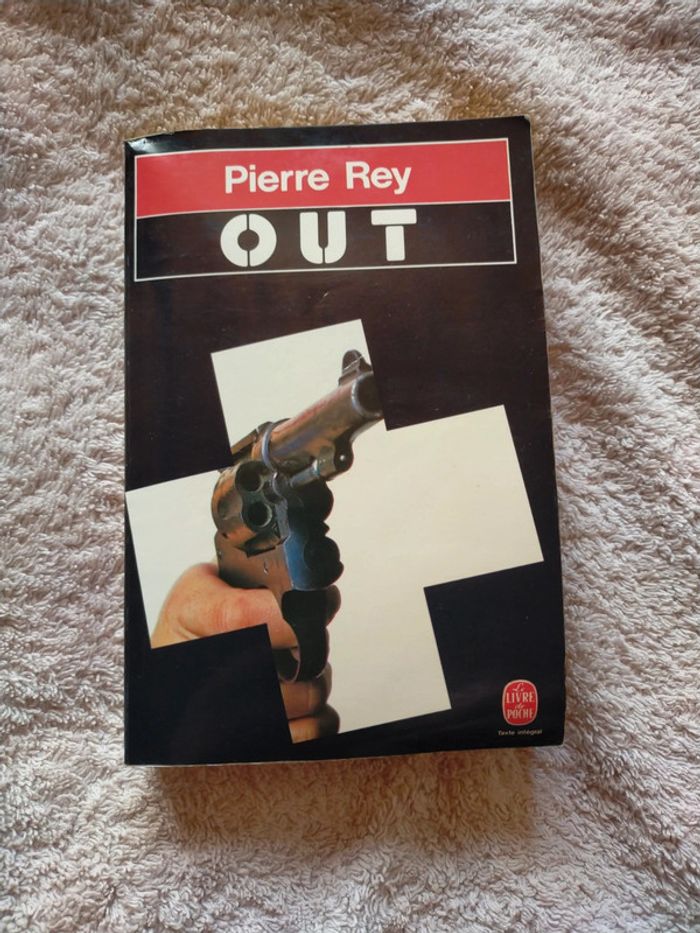 Pierre Rey
OUT
Le
LIVRE
de
POCHE
Texte intégral